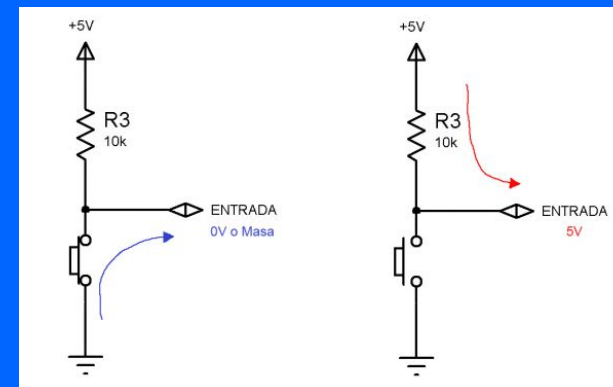 +5V
R3
10k
ENTRADA
0V o Masa
+5V
R3
10k
ENTRADA
5V